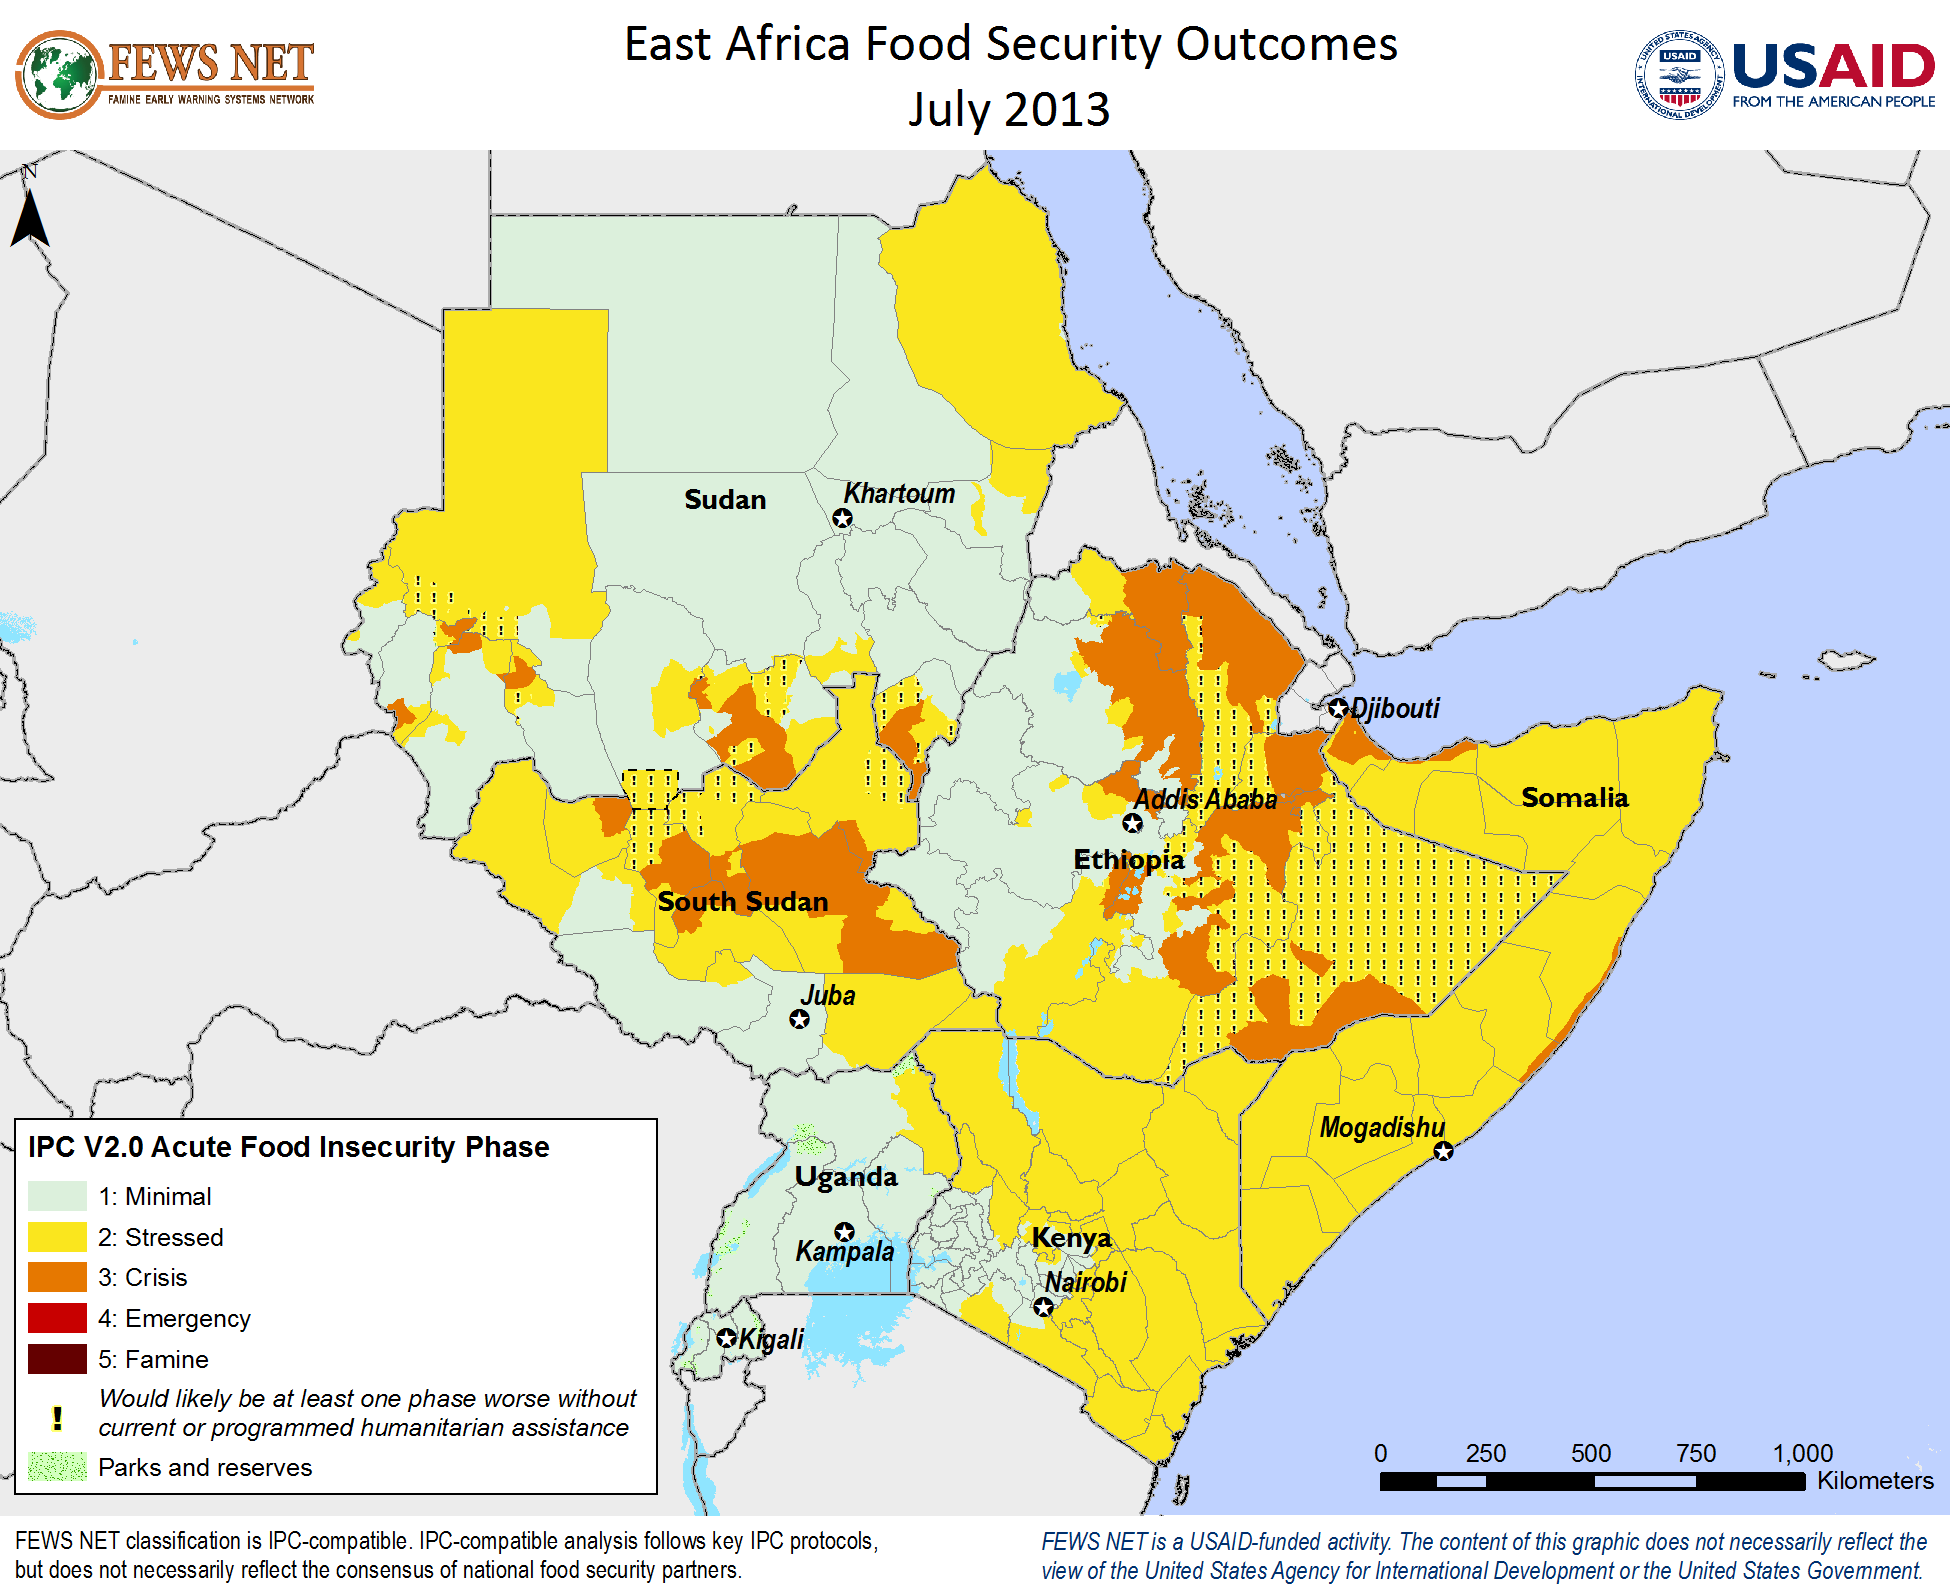 FEWS NET
FAMINE EARLY WARNING SYSTEMS NETWORK
East Africa Food Security Outcomes
July 2013
UNITED STATES AGENCY
USAID
INTERNATIONAL DEVELOPMENT
USAID
FROM THE AMERICAN PEOPLE
N
Sudan
Khartoum
Djibouti
Somalia
Addis Ababa
Ethiopia
South Sudan
Juba
Mogadishu
Uganda
Kampala
Kenya
Nairobi
Kigali
IPC V2.0 Acute Food Insecurity Phase
1: Minimal
2: Stressed
3: Crisis
4: Emergency
5: Famine
! Would likely be at least one phase worse without
current or programmed humanitarian assistance
Parks and reserves
0 250 500 750 1,000
Kilometers
FEWS NET classification is IPC-compatible. IPC-compatible analysis follows key IPC protocols,
but does not necessarily reflect the consensus of national food security partners.
FEWS NET is a USAID-funded activity. The content of this graphic does not necessarily reflect the
view of the United States Agency for International Development or the United States Government.